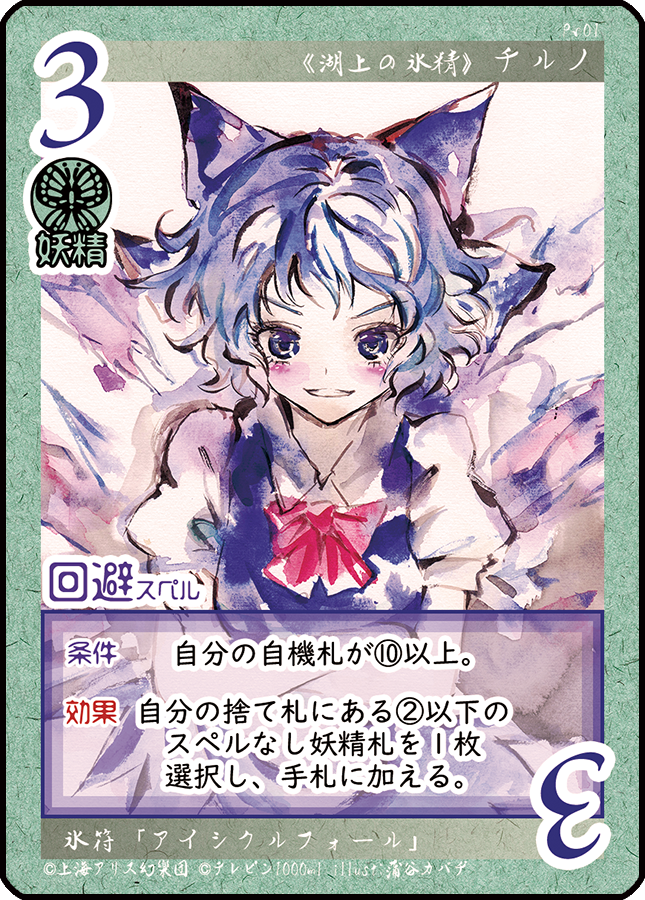 Pr01
《湖上の氷精》 チルノ
3
妖精
回避スペル
条件 自分の自機札が⑩以上。
効果 自分の捨て札にある②以下の
スペルなし妖精札を1枚
選択し、手札に加える。
3
氷符「アイシクルフォール」
©上海アリス幻樂団 ©テレピン1000ml illust:蒲谷カバヂ